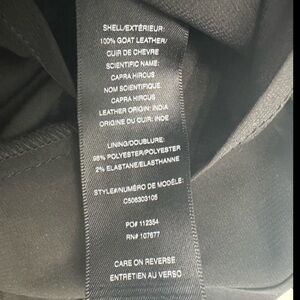 SHELL/EXTÉRIEUR:
100% GOAT LEATHER/
CUIR DE CHEVRE
SCIENTIFIC NAME:
CAPRA HIRCUS
NOM SCIENTIFIQUE:
CAPRA HIRCUS
LEATHER ORIGIN: INDIA
ORIGINE DU CUIR: INDE
LINING/DOUBLURE:
98% POLYESTER/POLYESTER
2% ELASTANE/ELASTHANNE
STYLE#/NUMÉRO DE MODÈLE:
C506303105
PO# 112354
RN# 107677
CARE ON REVERSE
ENTRETIEN AU VERSO